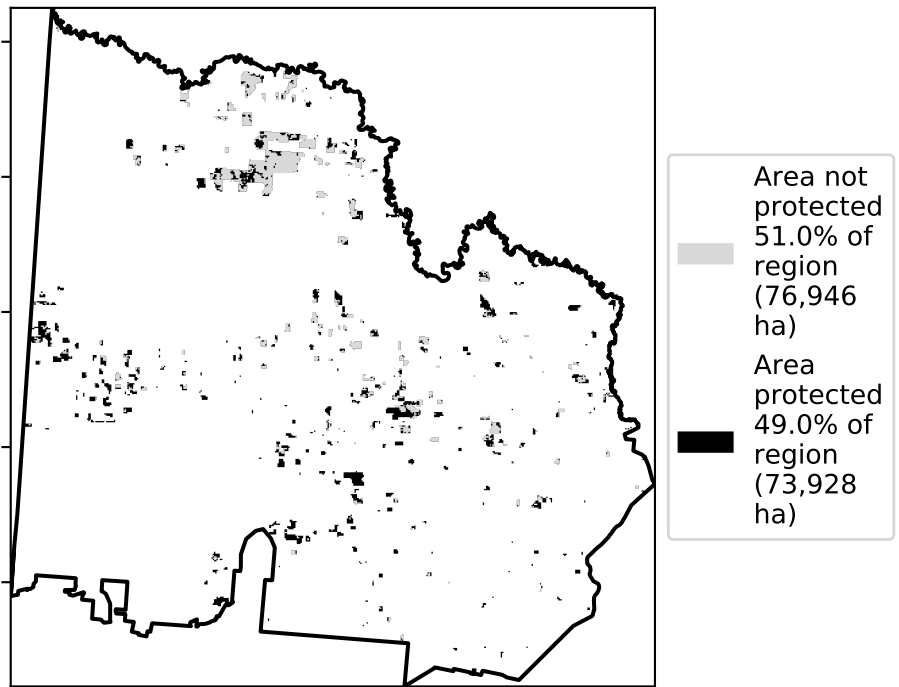 Area not
protected
51.0% of
region
(76,946
ha)
Area
protected
49.0% of
region
(73,928
ha)